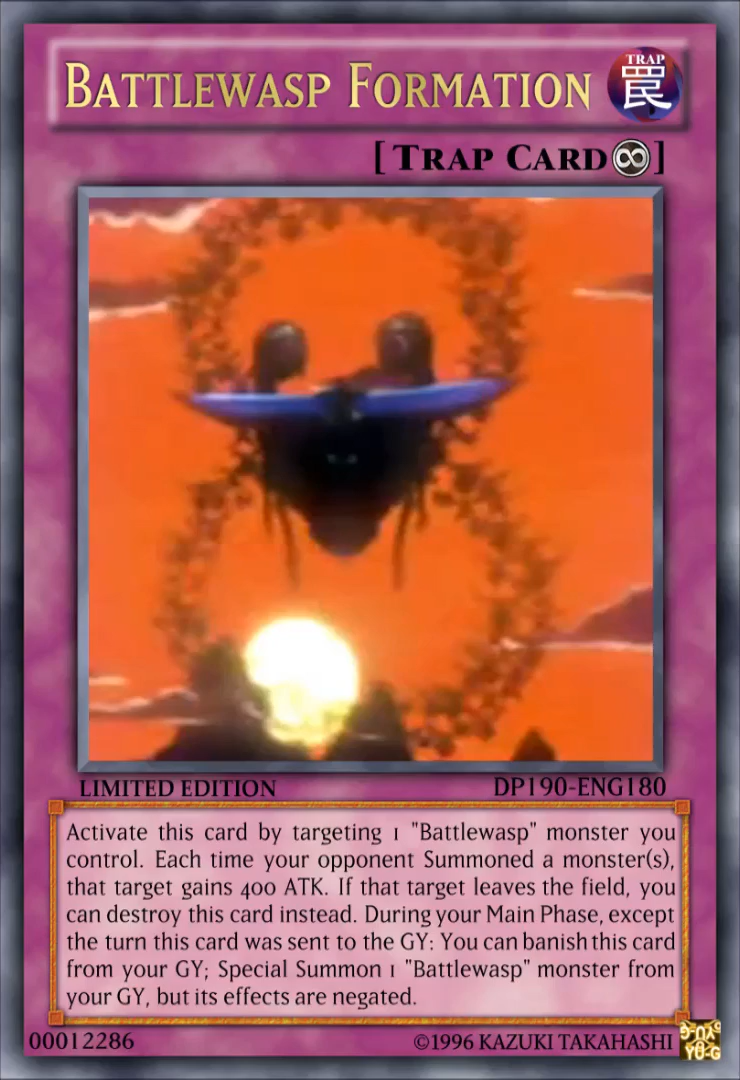 BATTLEWASP FORMATION
TRAP
罠
[ TRAP CARD ∞ ]
LIMITED EDITION
DP190-ENG180
Activate this card by targeting 1 "Battlewasp" monster you
control. Each time your opponent Summoned a monster(s),
that target gains 400 ATK. If that target leaves the field, you
can destroy this card instead. During your Main Phase, except
the turn this card was sent to the GY: You can banish this card
from your GY; Special Summon 1 "Battlewasp" monster from
your GY, but its effects are negated.
00012286
©1996 KAZUKI TAKAHASHI